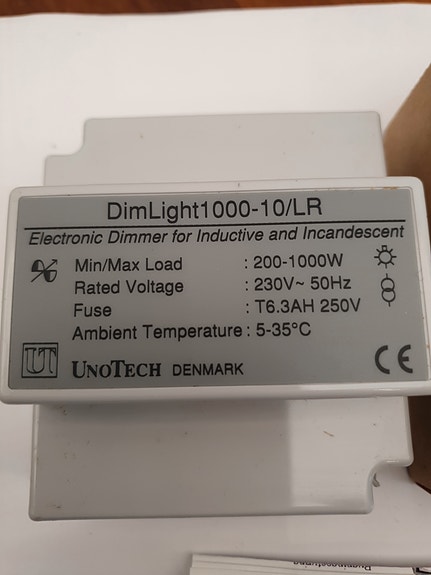 DimLight1000-10/LR
Electronic Dimmer for Inductive and Incandescent
Min/Max Load : 200-1000W
Rated Voltage : 230V~ 50Hz
Fuse : T6.3AH 250V
Ambient Temperature : 5-35°C
UT UNOTECH DENMARK CE